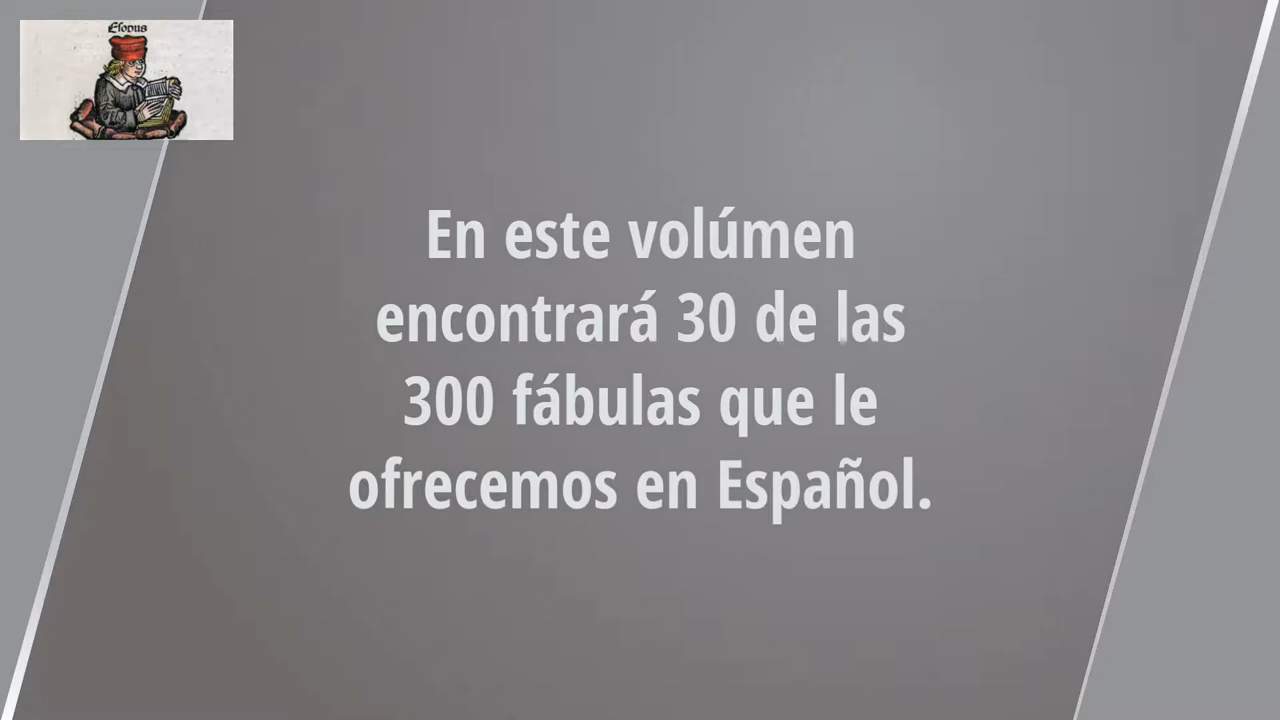 Esopus
En este volúmen
encontrará 30 de las
300 fábulas que le
ofrecemos en Español.